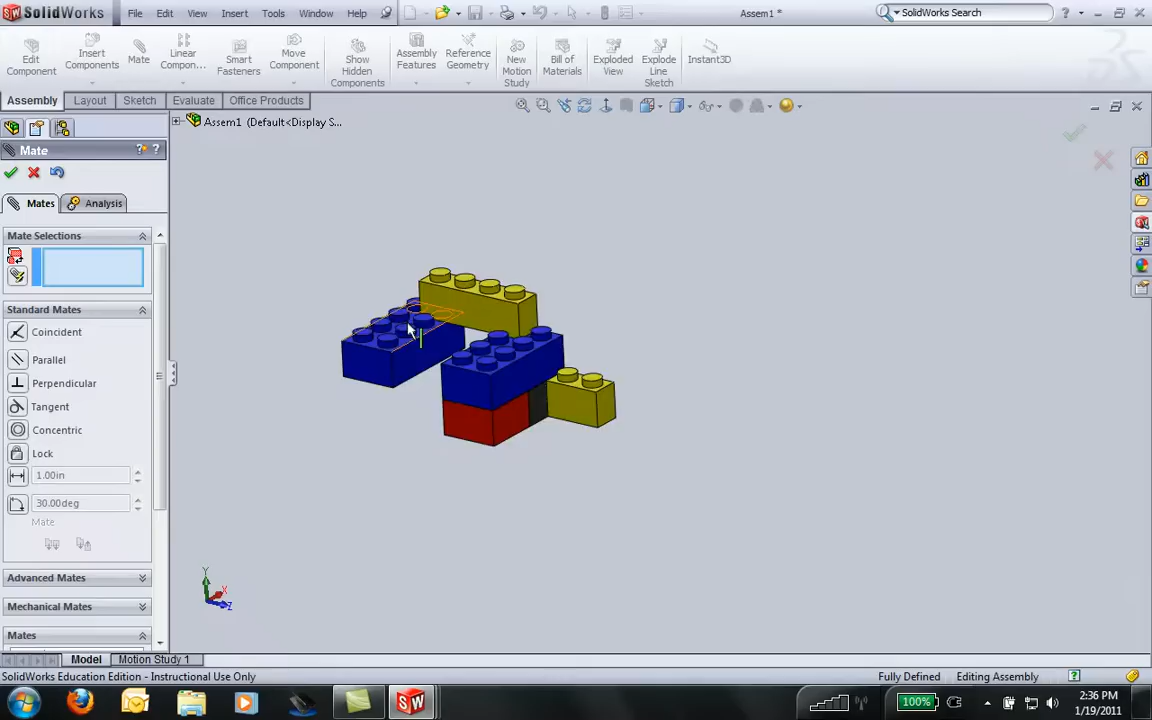 SolidWorks File Edit View Insert Tools Window Help Assem1 * SolidWorks Search
Edit Component Insert Components Mate Linear Compon... Smart Fasteners Move Component Show Hidden Components Assembly Features Reference Geometry New Motion Study Bill of Materials Exploded View Explode Line Sketch Instant3D
Assembly Layout Sketch Evaluate Office Products
Assem1 (Default<Display S...
Mate
Mates Analysis
Mate Selections
Standard Mates
Coincident
Parallel
Perpendicular
Tangent
Concentric
Lock
1.00in
30.00deg
Mate
Advanced Mates
Mechanical Mates
Mates
Y
X
Z
Model Motion Study 1
SolidWorks Education Edition - Instructional Use Only Fully Defined Editing Assembly
SW 100% 2:36 PM
1/19/2011